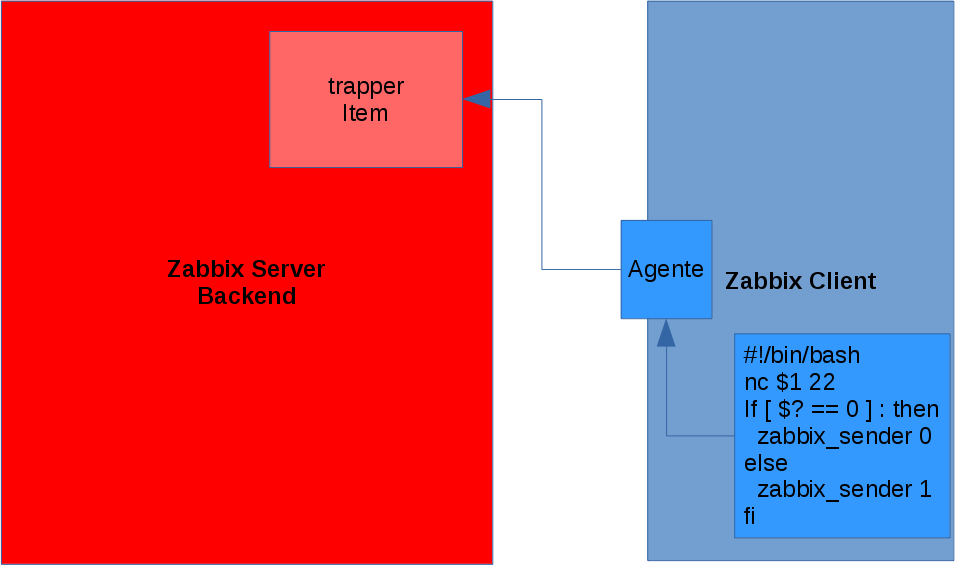 trapper
Item
Zabbix Server
Backend
Agente
Zabbix Client
#!/bin/bash
nc $1 22
If [ $? == 0 ] : then
zabbix_sender 0
else
zabbix_sender 1
fi